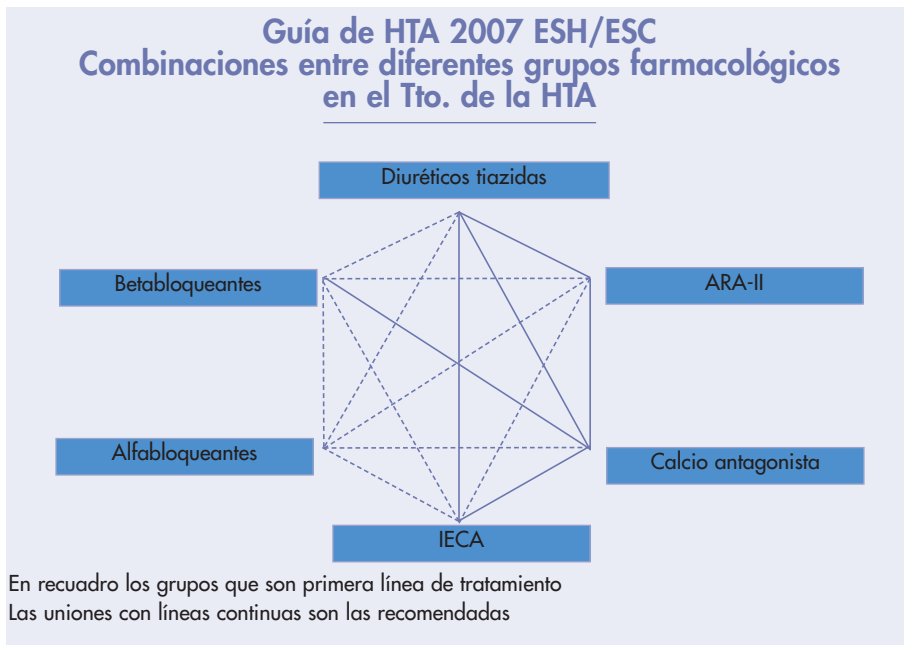 Guía de HTA 2007 ESH/ESC
Combinaciones entre diferentes grupos farmacológicos
en el Tto. de la HTA
Diuréticos tiazidas
Betabloqueantes
ARA-II
Alfabloqueantes
Calcio antagonista
IECA
En recuadro los grupos que son primera línea de tratamiento
Las uniones con líneas continuas son las recomendadas